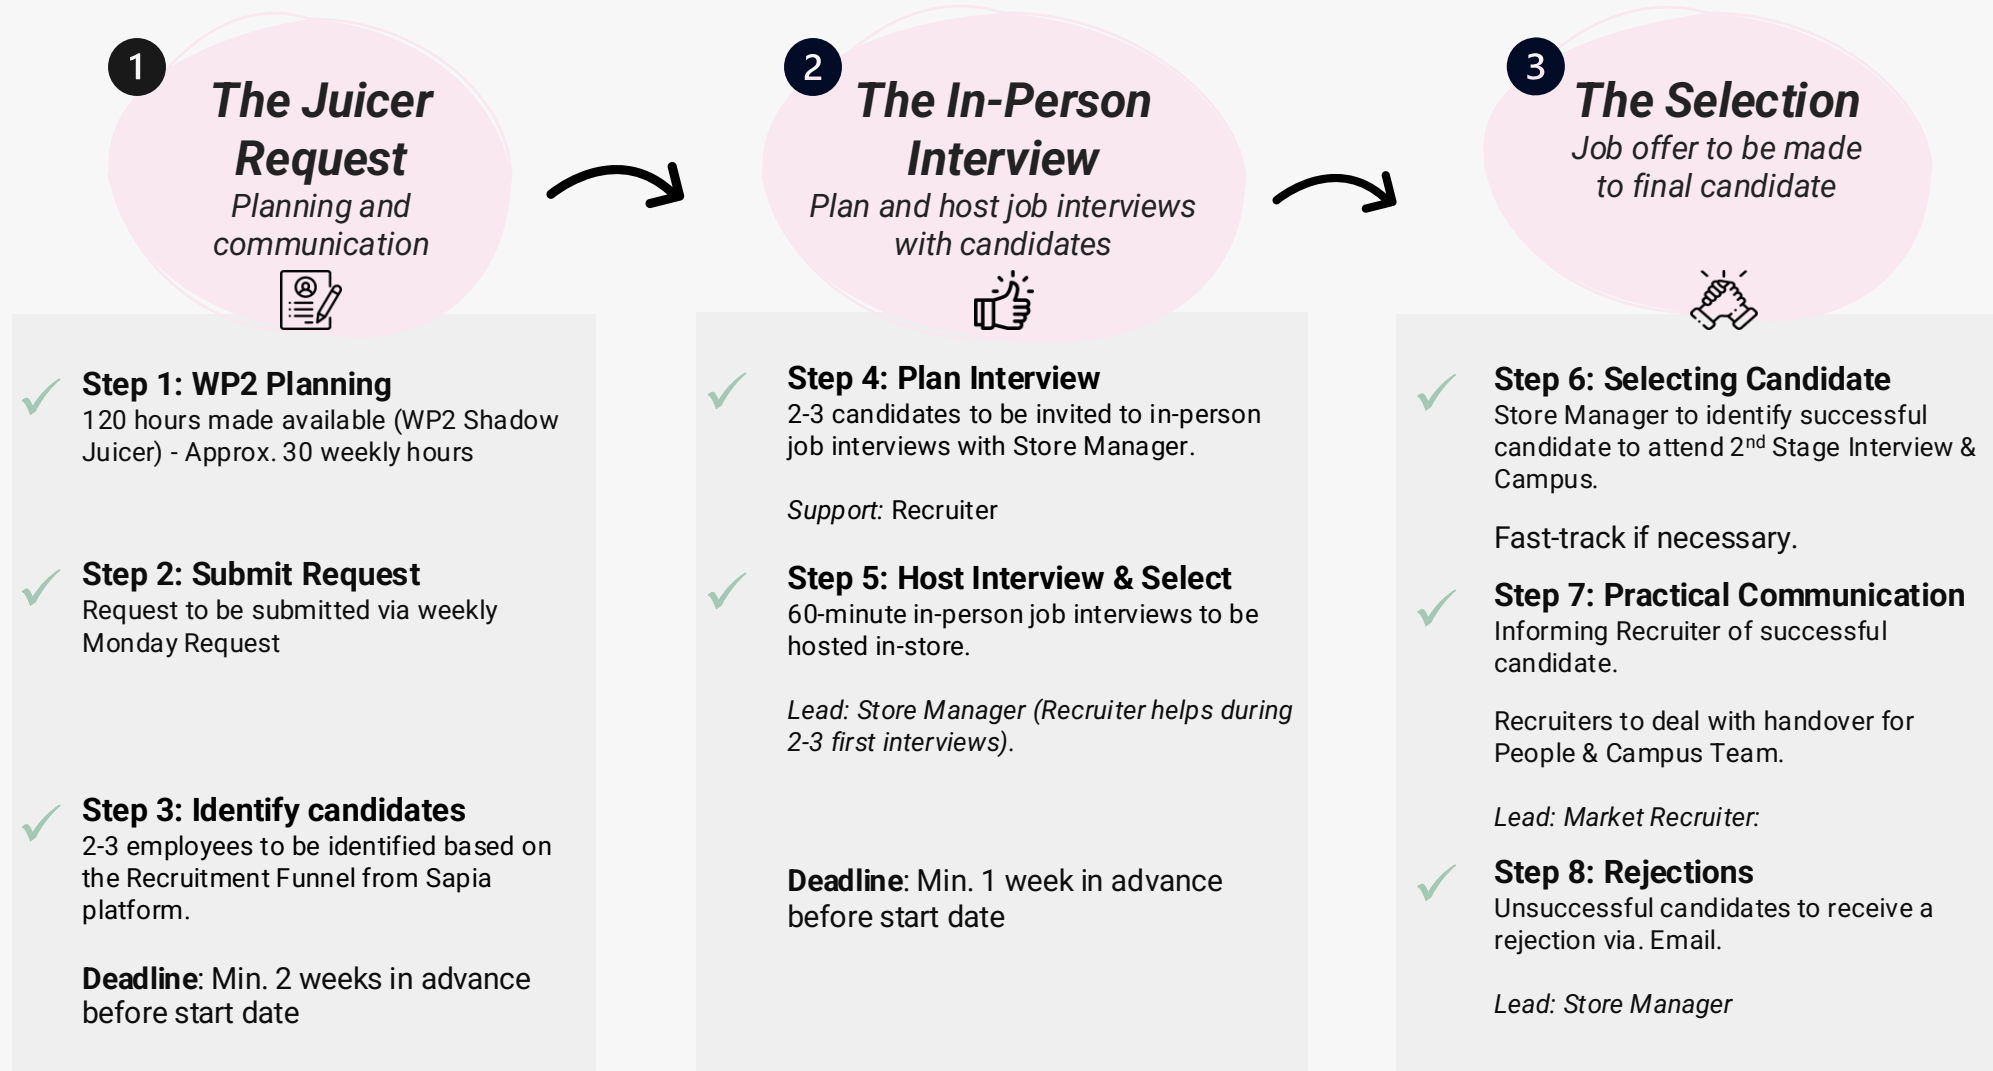 1
The Juicer
Request
Planning and
communication
Step 1: WP2 Planning
120 hours made available (WP2 Shadow
Juicer) - Approx. 30 weekly hours
Step 2: Submit Request
Request to be submitted via weekly
Monday Request
Step 3: Identify candidates
2-3 employees to be identified based on
the Recruitment Funnel from Sapia
platform.
Deadline: Min. 2 weeks in advance
before start date
2
The In-Person
Interview
Plan and host job interviews
with candidates
Step 4: Plan Interview
2-3 candidates to be invited to in-person
job interviews with Store Manager.
Support: Recruiter
Step 5: Host Interview & Select
60-minute in-person job interviews to be
hosted in-store.
Lead: Store Manager (Recruiter helps during
2-3 first interviews).
Deadline: Min. 1 week in advance
before start date
3
The Selection
Job offer to be made
to final candidate
Step 6: Selecting Candidate
Store Manager to identify successful
candidate to attend 2nd Stage Interview &
Campus.
Fast-track if necessary.
Step 7: Practical Communication
Informing Recruiter of successful
candidate.
Recruiters to deal with handover for
People & Campus Team.
Lead: Market Recruiter:
Step 8: Rejections
Unsuccessful candidates to receive a
rejection via. Email.
Lead: Store Manager